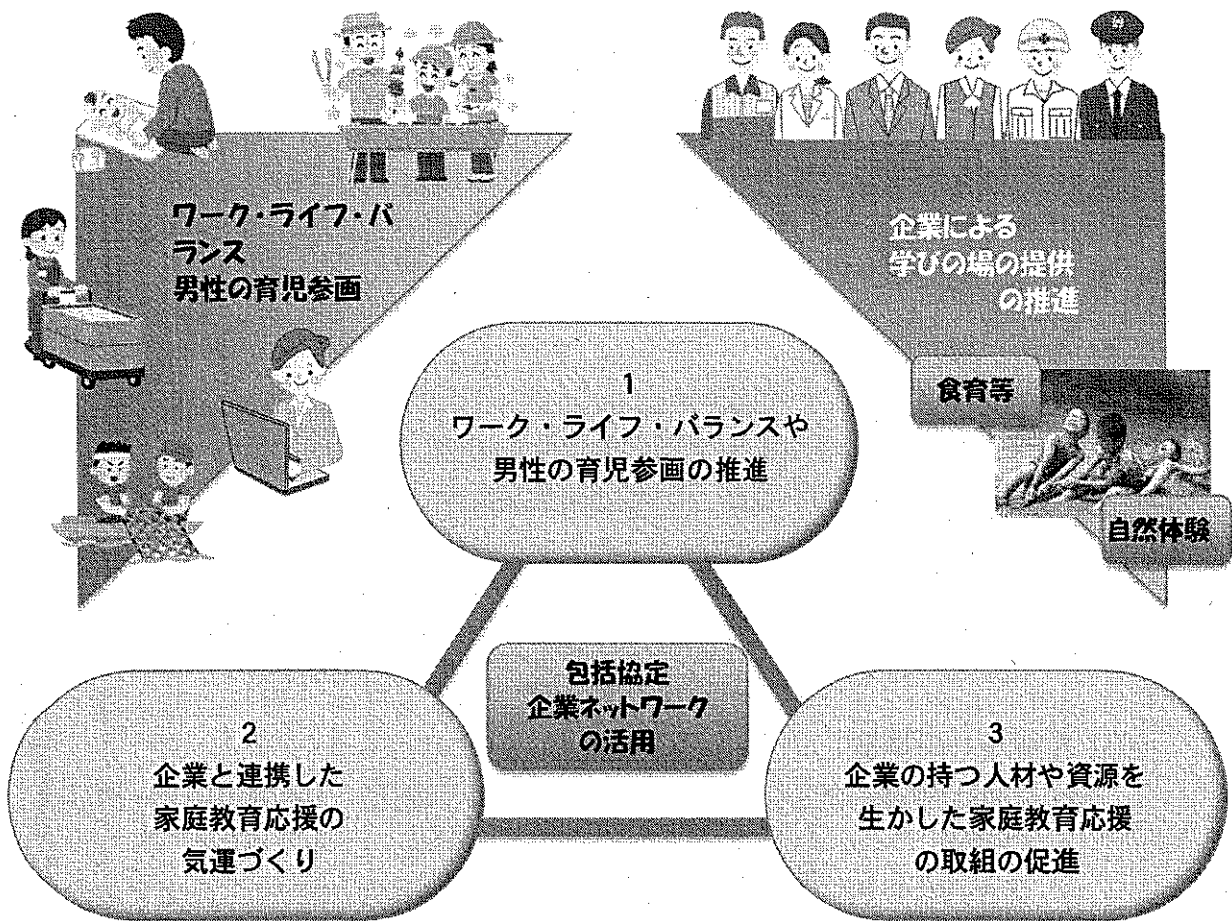 ワーク・ライフ・バ
ランス
男性の育児参画
企業による
学びの場の提供
の推進
食育等
自然体験
1
ワーク・ライフ・バランスや
男性の育児参画の推進
包括協定
企業ネットワーク
の活用
2
企業と連携した
家庭教育応援の
気運づくり
3
企業の持つ人材や資源を
生かした家庭教育応援
の取組の促進